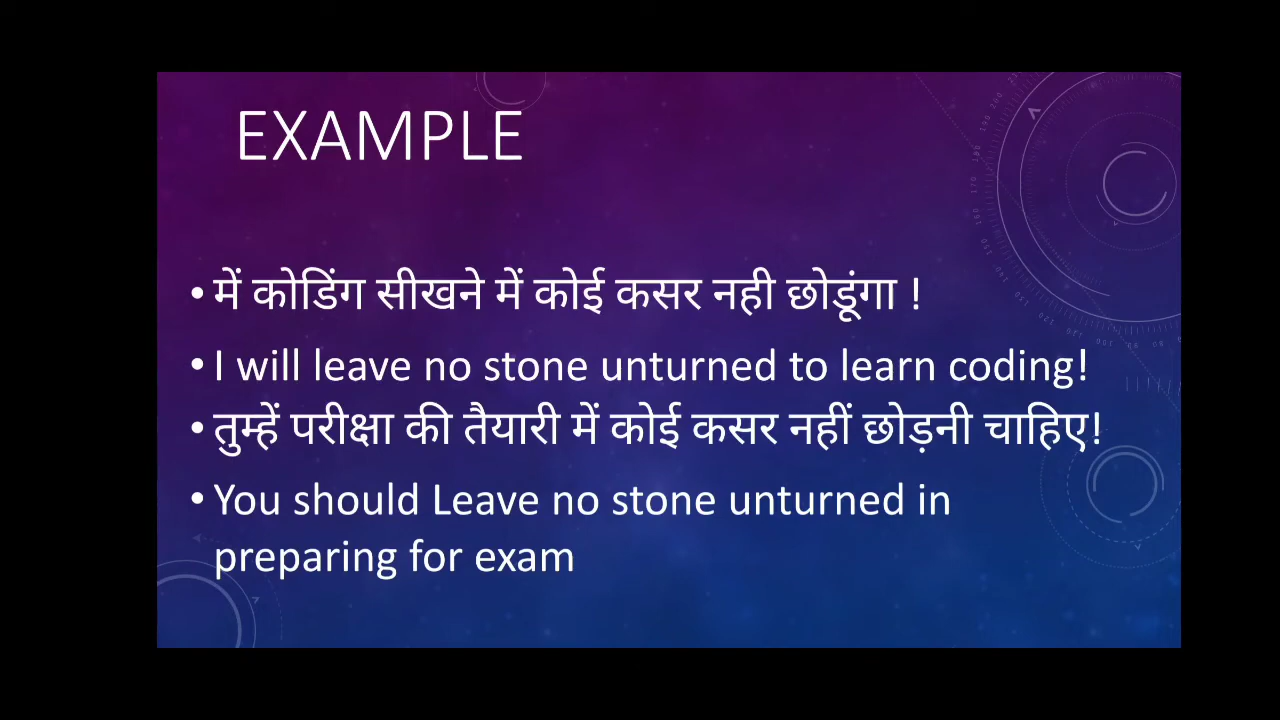 EXAMPLE
• में कोडिंग सीखने में कोई कसर नही छोडूंगा !
• I will leave no stone unturned to learn coding!
• तुम्हें परीक्षा की तैयारी में कोई कसर नहीं छोड़नी चाहिए!
• You should Leave no stone unturned in
preparing for exam